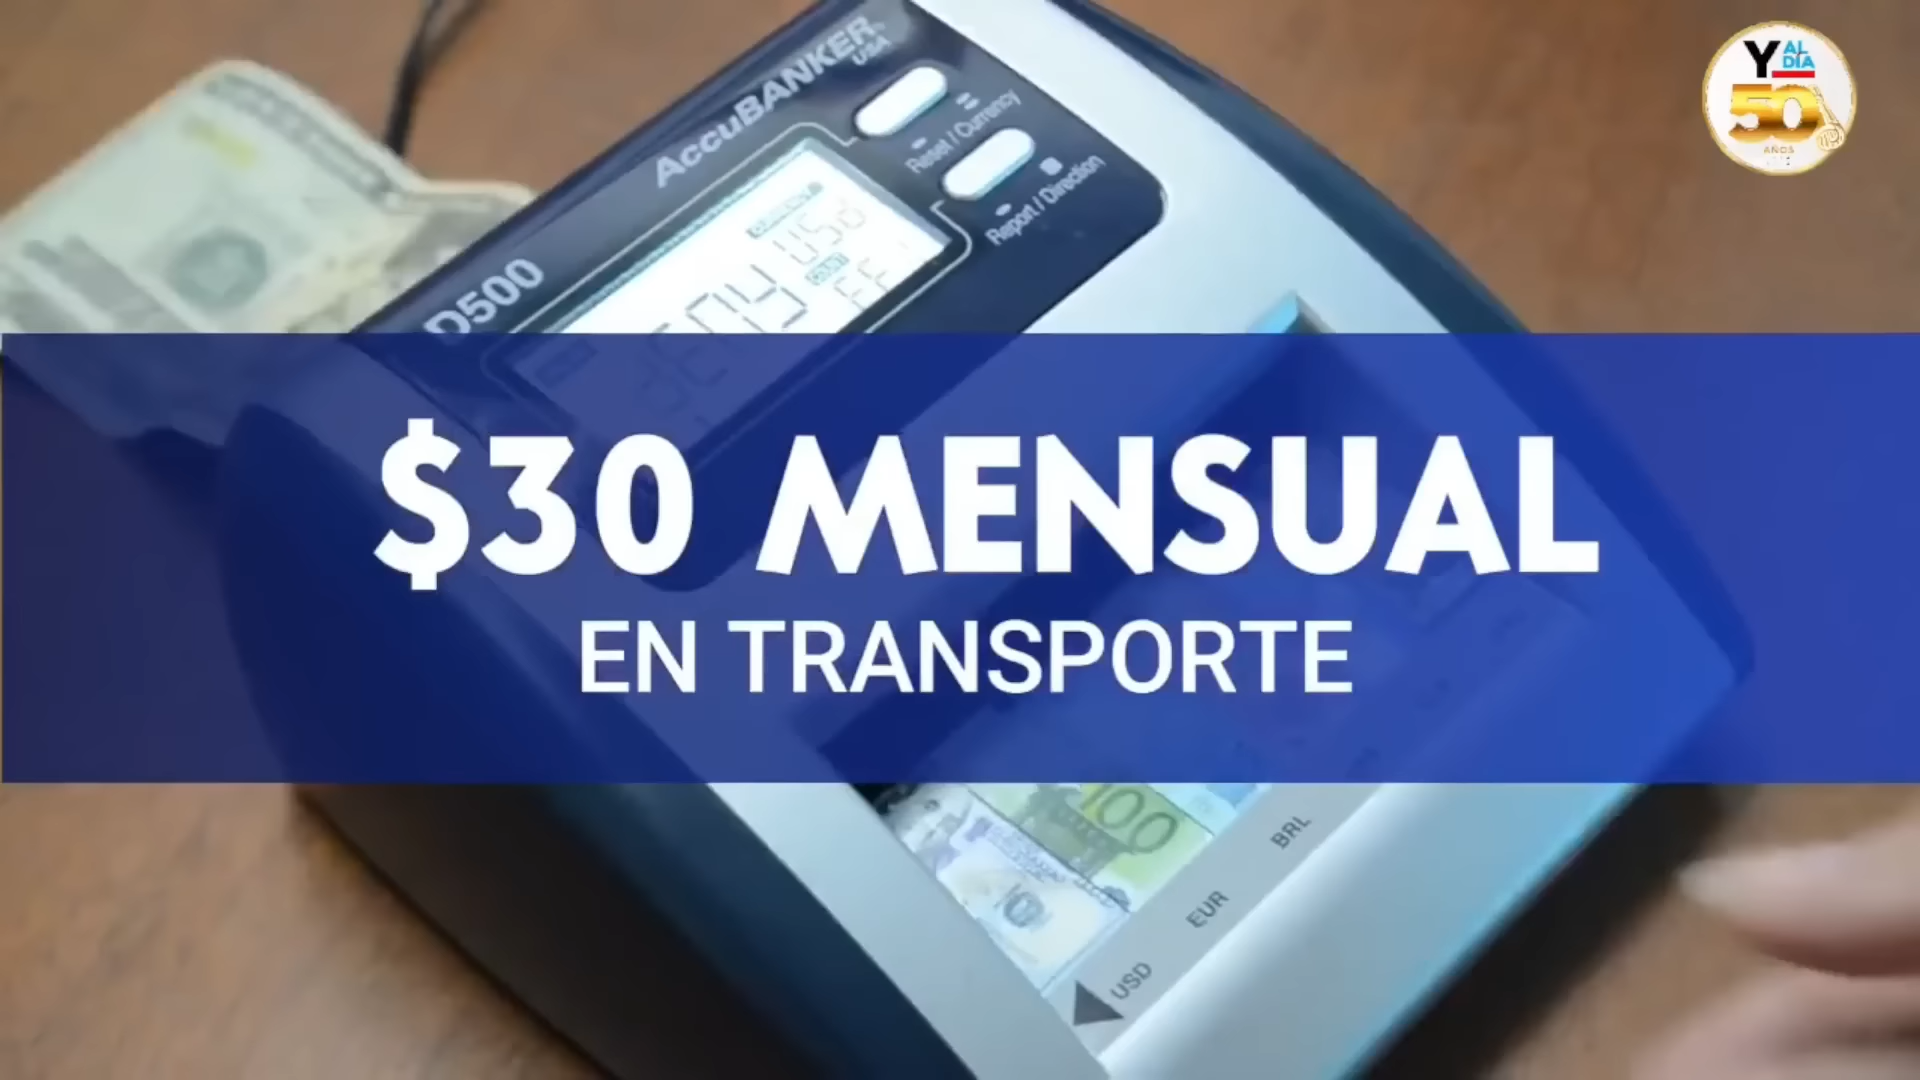 Y AL DÍA
50
AÑOS
AccuBANKER
USA
Reset / Currency
Report / Direction
D500
USd
COUNT
$30 MENSUAL
EN TRANSPORTE
100
BRL
EUR
USD